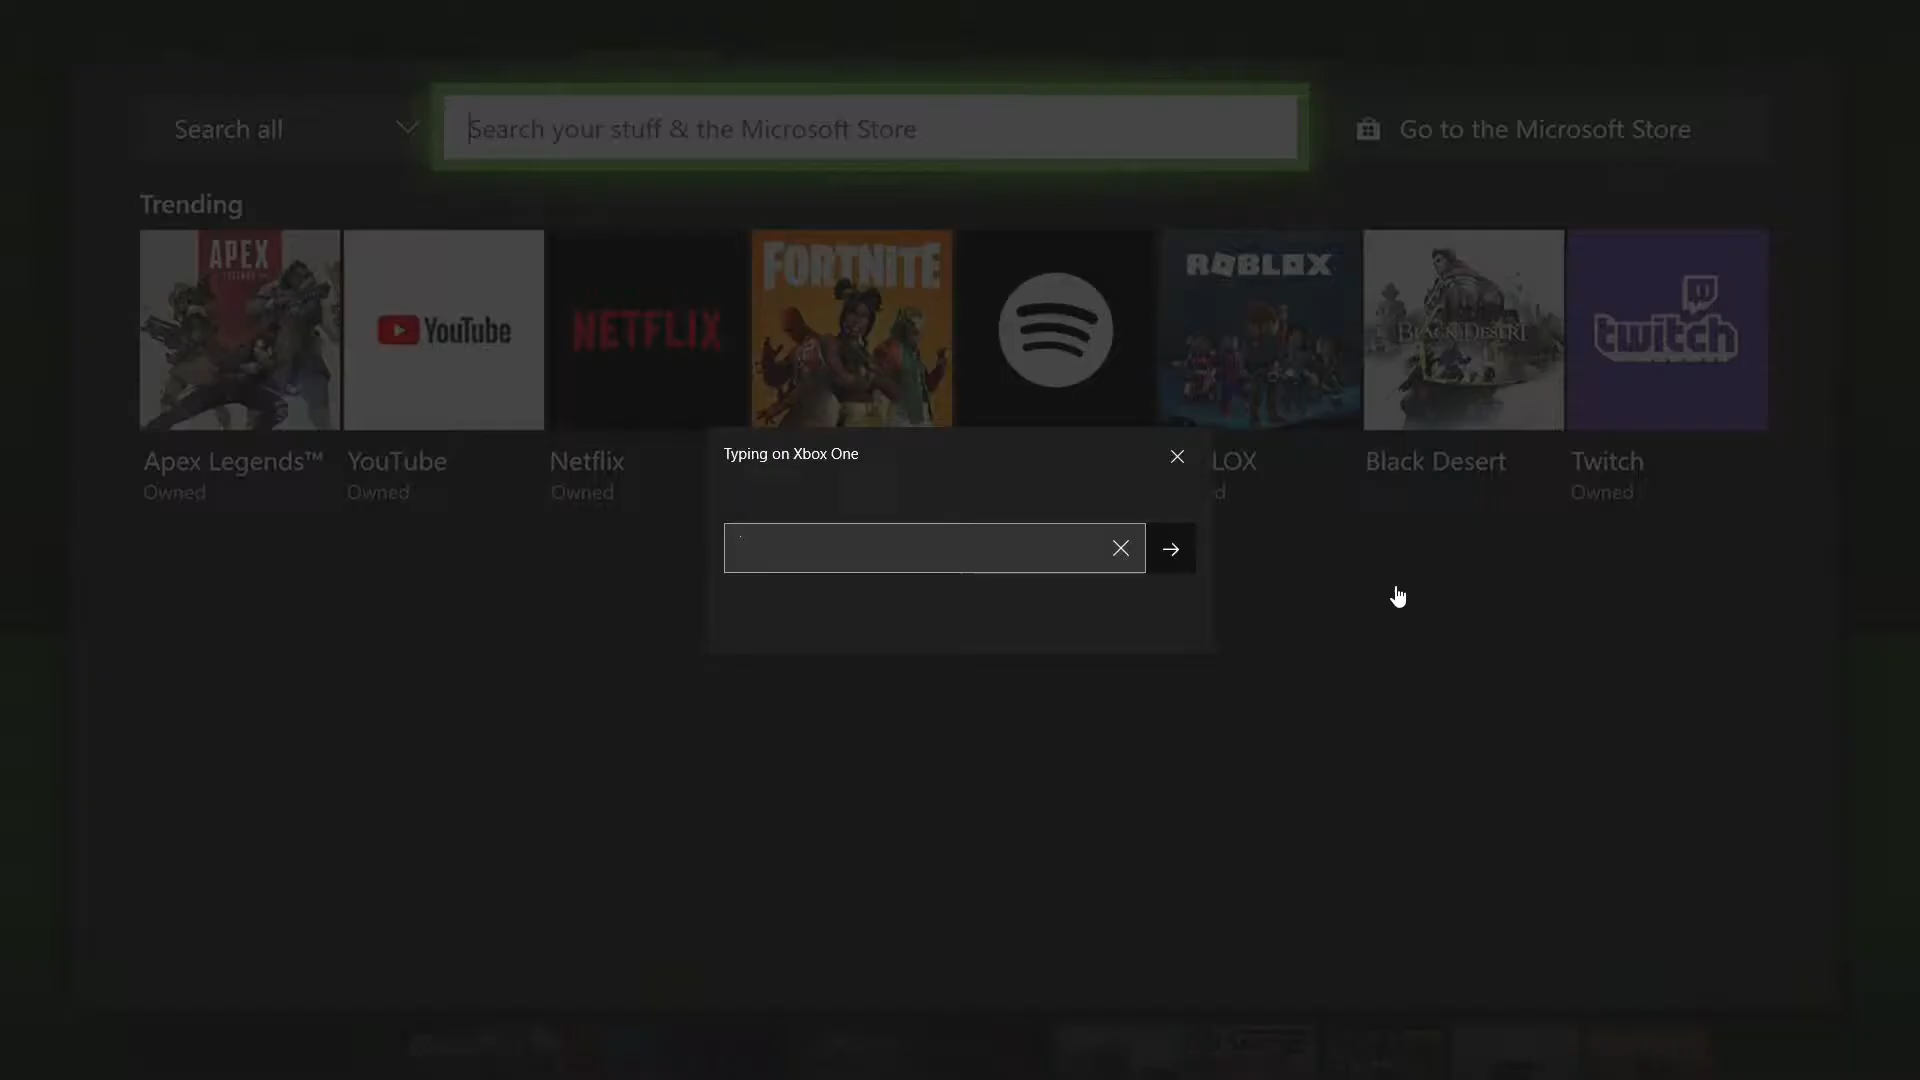 Search all
Search your stuff & the Microsoft Store
Go to the Microsoft Store
Trending
APEX
YouTube
NETFLIX
FORTNITE
ROBLOX
BLACK DESERT
twitch
Apex Legends™
YouTube
Netflix
LOX
Black Desert
Twitch
Owned
Owned
Owned
d
Owned
Typing on Xbox One